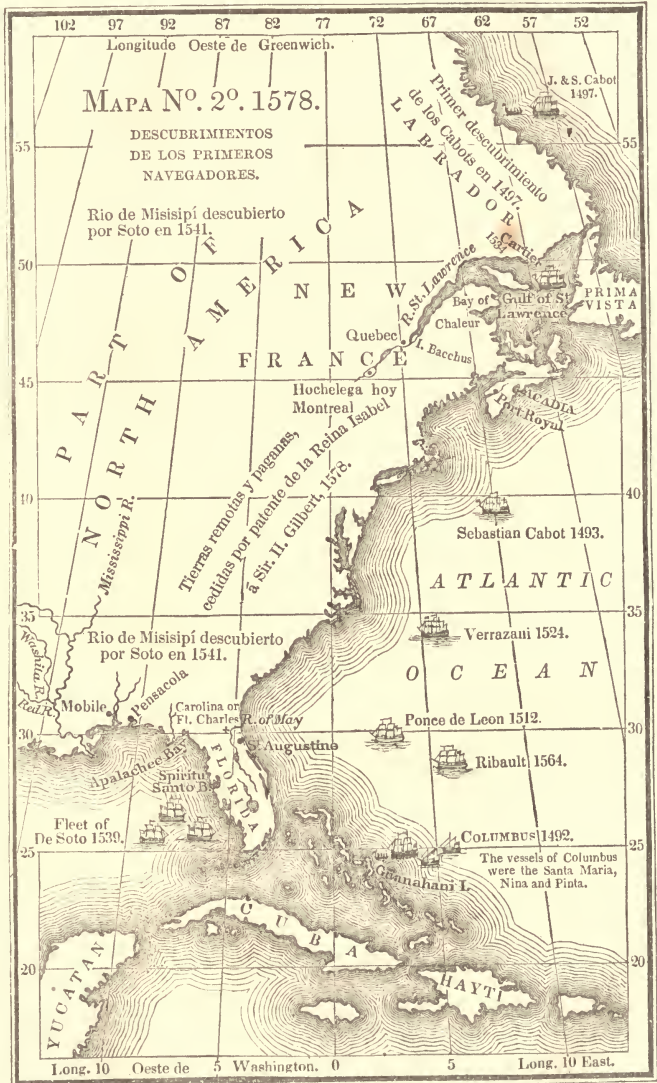 102 97 92 87 82 77 72 67 62 57 52
Longitud Oeste de Greenwich.
MAPA Nº. 2º. 1578.
DESCUBRIMIENTOS
DE LOS PRIMEROS
NAVEGADORES.
J. & S. Cabot
1497.
Primer descubrimiento
de los Cabots en 1497.
LABRADOR
55
55
Rio de Misisipí descubierto
por Soto en 1541.
PART OF
NORTH AMERICA
50
50
NEW
FRANCE
R. St. Lawrence
Cartier
1534
Gulf of St
Lawrence
Bay of
Chaleur
PRIMA
VISTA
Quebec
I. Bacchus
45
45
Hochelega hoy
Montreal
ACADIA
Port Royal
Tierras remotas y paganas,
cedidas por patente de la Reina Isabel
á Sir. H. Gilbert, 1578.
40
40
Mississippi R.
Sebastian Cabot 1493.
ATLANTIC
OCEAN
35
35
Verrazani 1524.
Rio de Misisipí descubierto
por Soto en 1541.
Washita R.
Red R.
Mobile
Pensacola
Carolina or
Ft. Charles
R. of May
St Augustine
30
30
Ponce de Leon 1512.
Ribault 1564.
Apalachee Bay
Spiritu
Santo B.
FLORIDA
Fleet of
De Soto 1539.
25
25
COLUMBUS 1492.
The vessels of Columbus
were the Santa Maria,
Nina and Pinta.
Guanahani I.
CUBA
YUCATAN
HAYTI
20
20
Long. 10 Oeste de 5 Washington. 0 5 Long. 10 East.